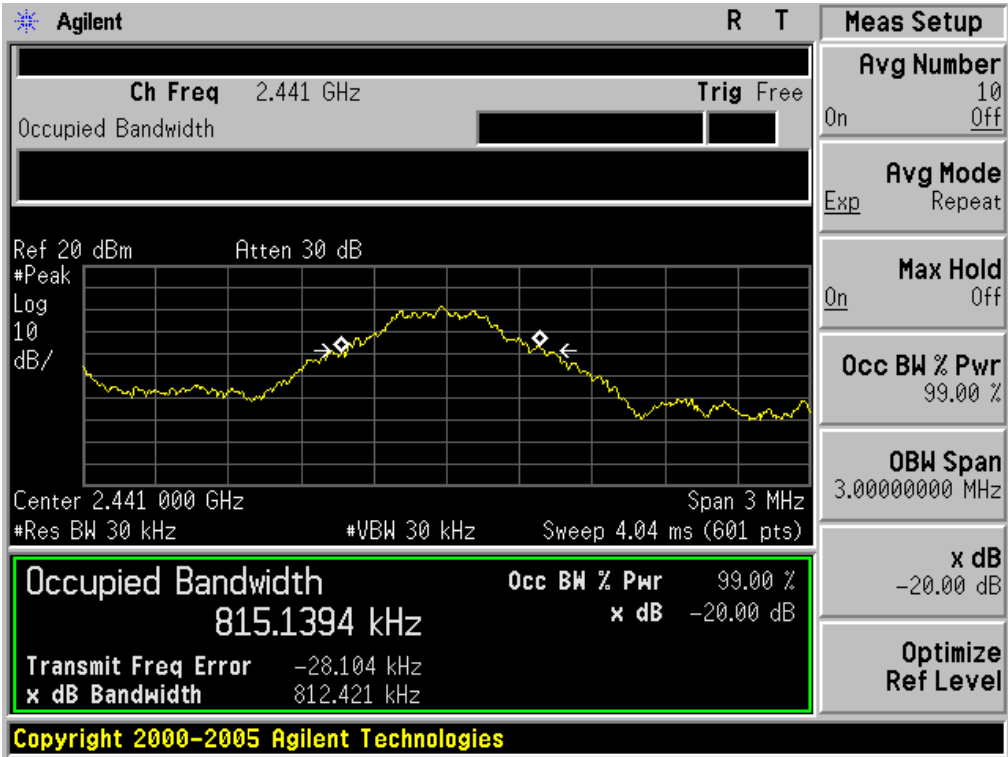 Agilent R T
Ch Freq 2.441 GHz Trig Free
Occupied Bandwidth
Ref 20 dBm Atten 30 dB
#Peak
Log
10
dB/
Center 2.441 000 GHz Span 3 MHz
#Res BW 30 kHz #VBW 30 kHz Sweep 4.04 ms (601 pts)
Occupied Bandwidth Occ BW % Pwr 99.00 %
815.1394 kHz x dB -20.00 dB
Transmit Freq Error -28.104 kHz
x dB Bandwidth 812.421 kHz
Copyright 2000-2005 Agilent Technologies
Meas Setup
Avg Number
10
On Off
Avg Mode
Exp Repeat
Max Hold
On Off
Occ BW % Pwr
99.00 %
OBW Span
3.00000000 MHz
x dB
-20.00 dB
Optimize
Ref Level